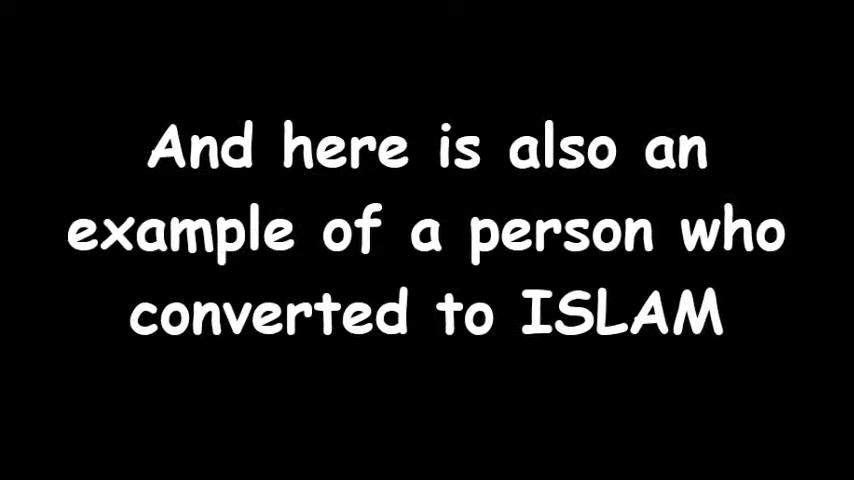 And here is also an
example of a person who
converted to ISLAM